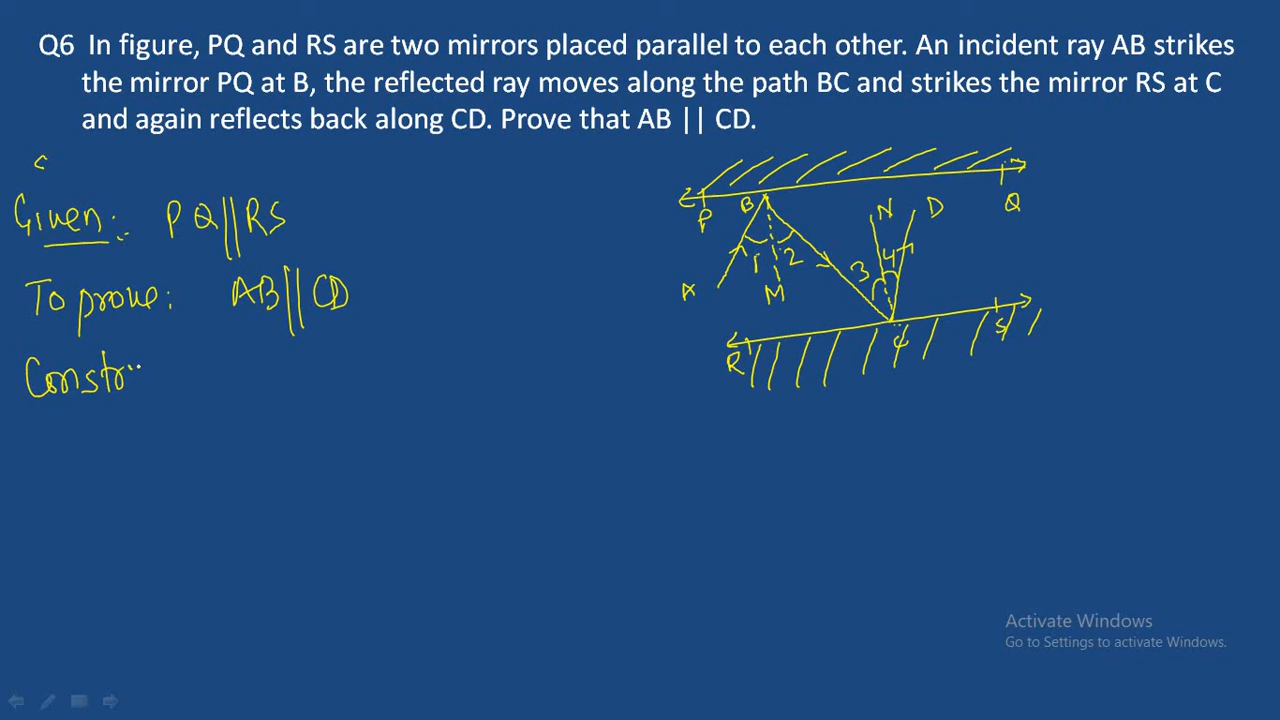 Q6 In figure, PQ and RS are two mirrors placed parallel to each other. An incident ray AB strikes
the mirror PQ at B, the reflected ray moves along the path BC and strikes the mirror RS at C
and again reflects back along CD. Prove that AB || CD.
Given: PQ||RS
To prove: AB||CD
Constr
P B N D Q
1 2 3 4
A M
R C S
Activate Windows
Go to Settings to activate Windows.